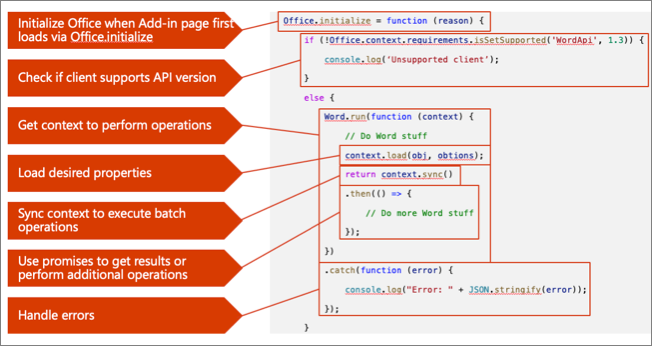 Initialize Office when Add-in page first
loads via Office.initialize
Check if client supports API version
Get context to perform operations
Load desired properties
Sync context to execute batch
operations
Use promises to get results or
perform additional operations
Handle errors
Office.initialize = function (reason) {
if (!Office.context.requirements.isSetSupported('WordApi', 1.3)) {
console.log('Unsupported client');
}
else {
Word.run(function (context) {
// Do Word stuff
context.load(obj, obtions);
return context.sync()
.then(() => {
// Do more Word stuff
});
})
.catch(function (error) {
console.log("Error: " + JSON.stringify(error));
});
}